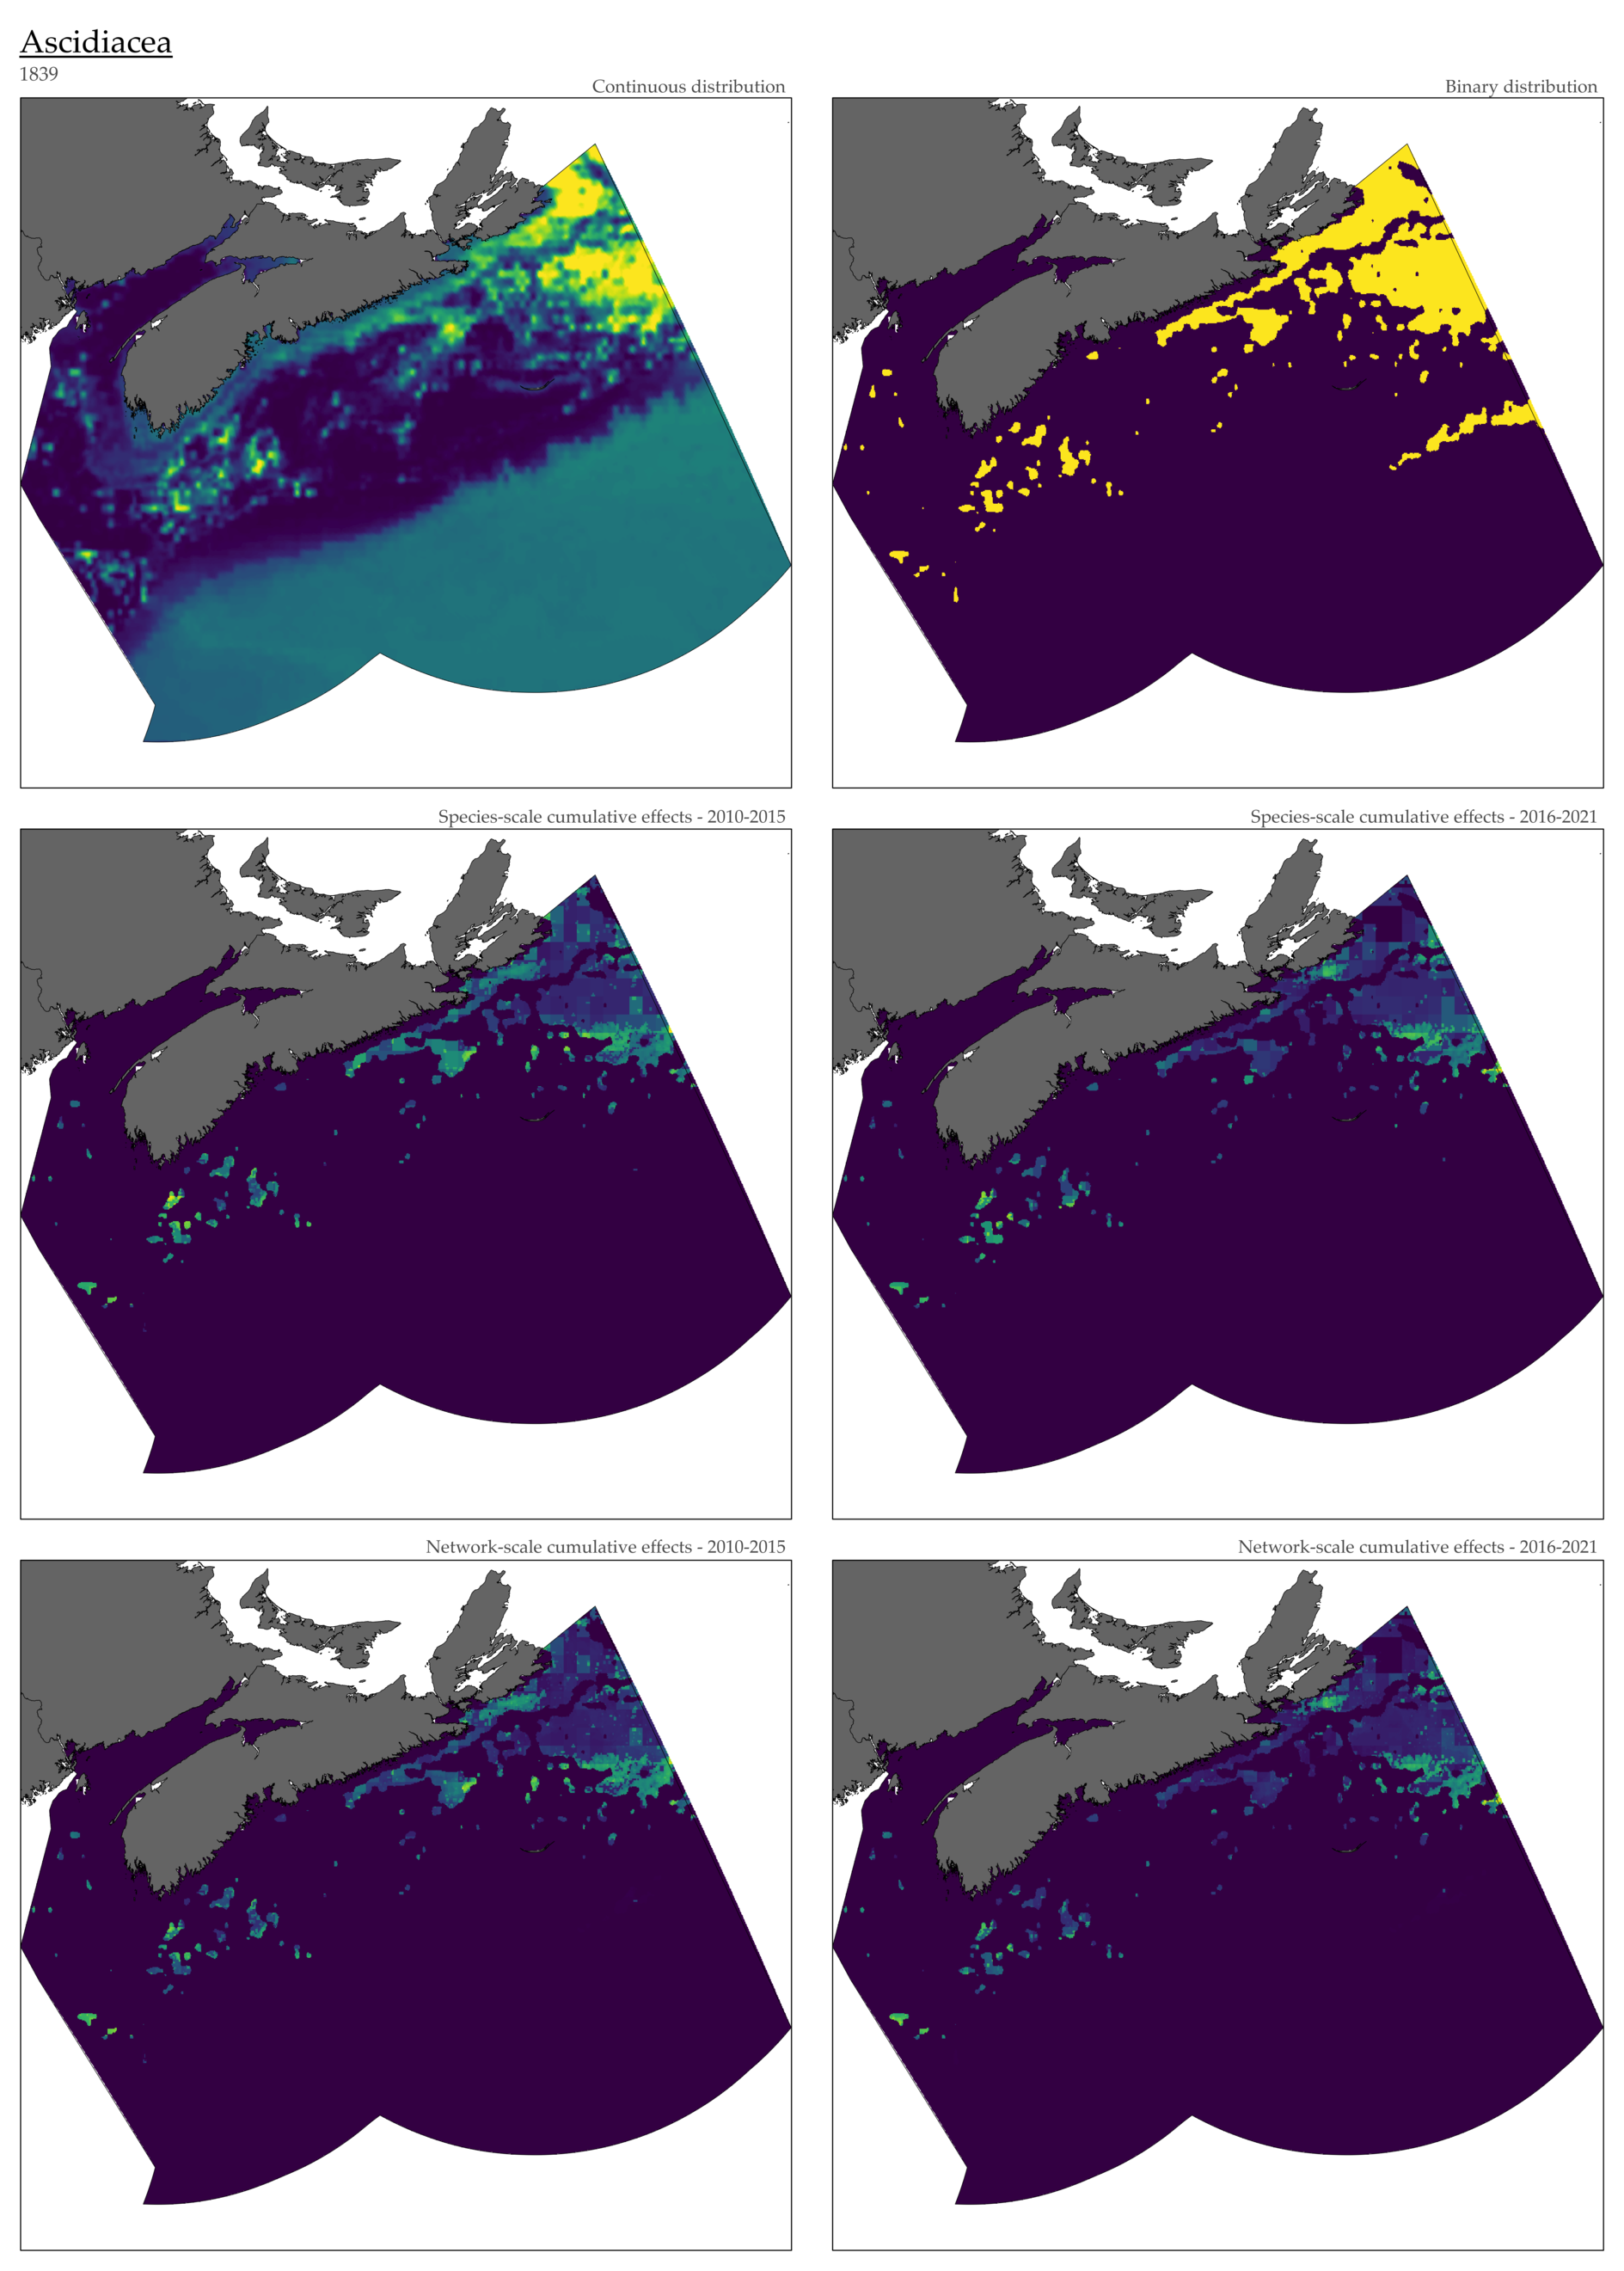 Ascidiacea
1839
Continuous distribution
Binary distribution
Species-scale cumulative effects - 2010-2015
Species-scale cumulative effects - 2016-2021
Network-scale cumulative effects - 2010-2015
Network-scale cumulative effects - 2016-2021